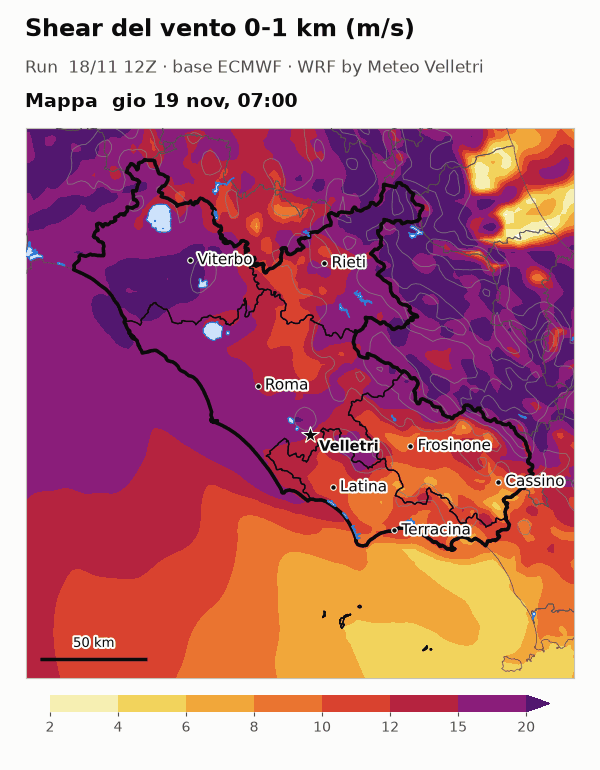 Shear del vento 0-1 km (m/s)
Run  18/11 12Z · base ECMWF · WRF by Meteo Velletri
Mappa  gio 19 nov, 07:00
Viterbo
Rieti
Roma
Velletri
Frosinone
Latina
Cassino
Terracina
50 km
2 4 6 8 10 12 15 20